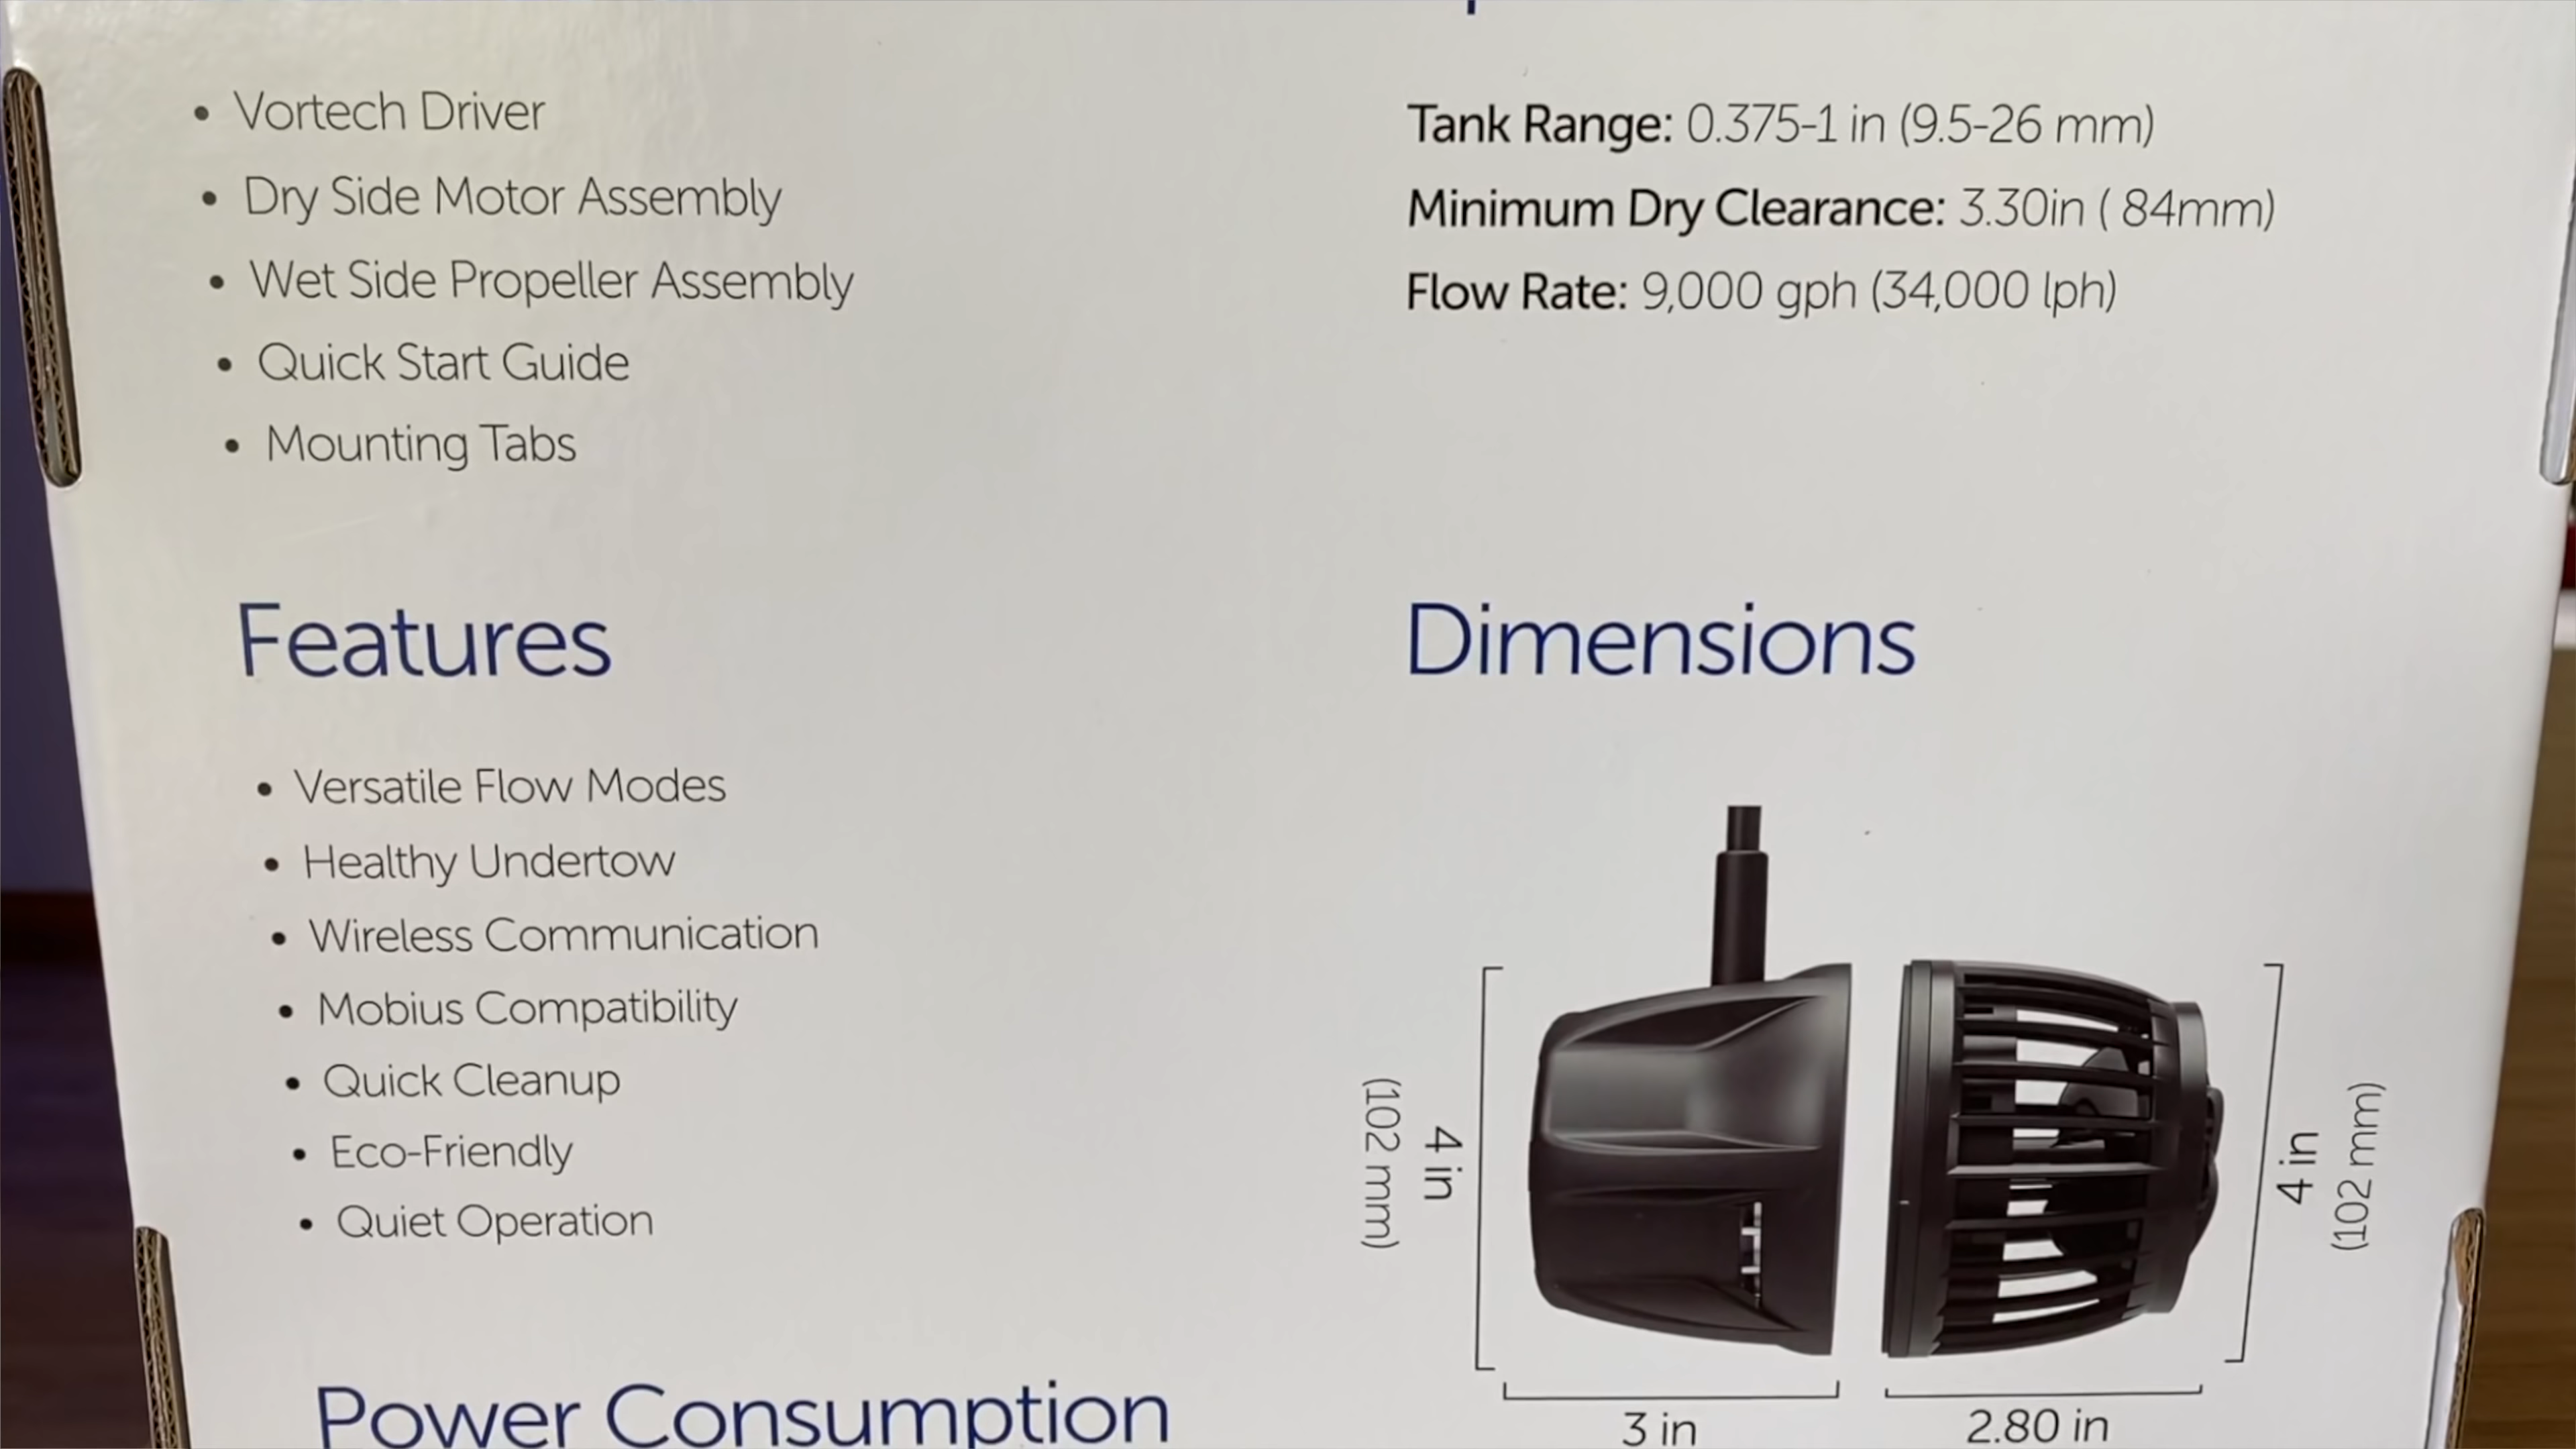 • Vortech Driver
• Dry Side Motor Assembly
• Wet Side Propeller Assembly
• Quick Start Guide
• Mounting Tabs
Tank Range: 0.375-1 in (9.5-26 mm)
Minimum Dry Clearance: 3.30in ( 84mm)
Flow Rate: 9,000 gph (34,000 lph)
Features
• Versatile Flow Modes
• Healthy Undertow
• Wireless Communication
• Mobius Compatibility
• Quick Cleanup
• Eco-Friendly
• Quiet Operation
Dimensions
4 in
(102 mm)
4 in
(102 mm)
3 in
2.80 in
Power Consumption